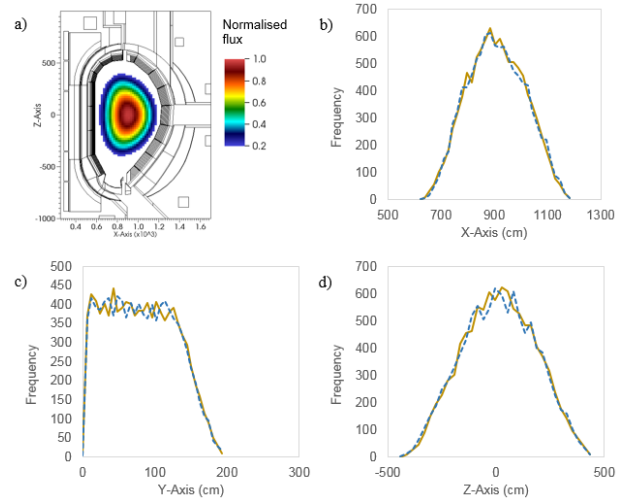 a)
Normalised
flux
1.0
0.8
0.6
0.4
0.2
Z-Axis
500
0
-500
-1000
0.4 0.6 0.8 1.0 1.2 1.4 1.6
X-Axis (x10^3)
b)
Frequency
700
600
500
400
300
200
100
0
500 700 900 1100 1300
X-Axis (cm)
c)
Frequency
500
450
400
350
300
250
200
150
100
50
0
0 100 200 300
Y-Axis (cm)
d)
Frequency
700
600
500
400
300
200
100
0
-500 0 500
Z-Axis (cm)